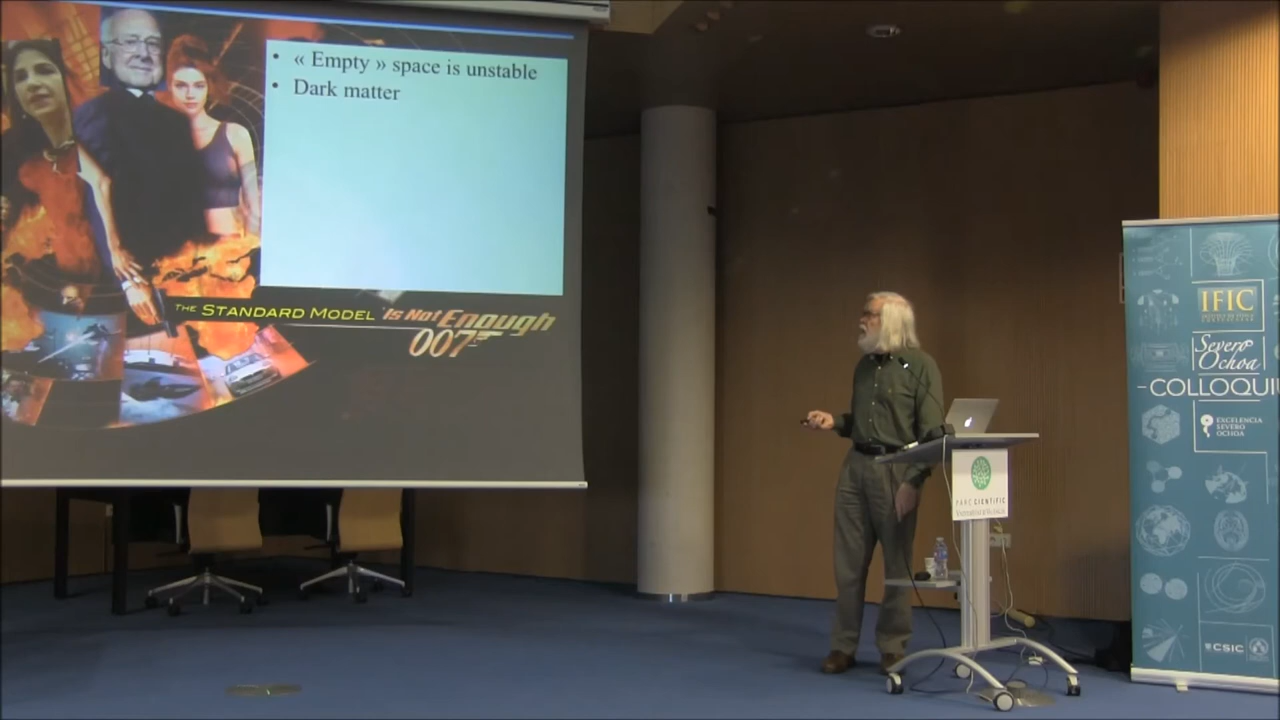 • « Empty » space is unstable
• Dark matter
THE STANDARD MODEL Is Not Enough
007
IFIC
Severo
Ochoa
COLLOQUI
EXCELENCIA
SEVERO
OCHOA
CSIC
PARC CIENTÍFIC